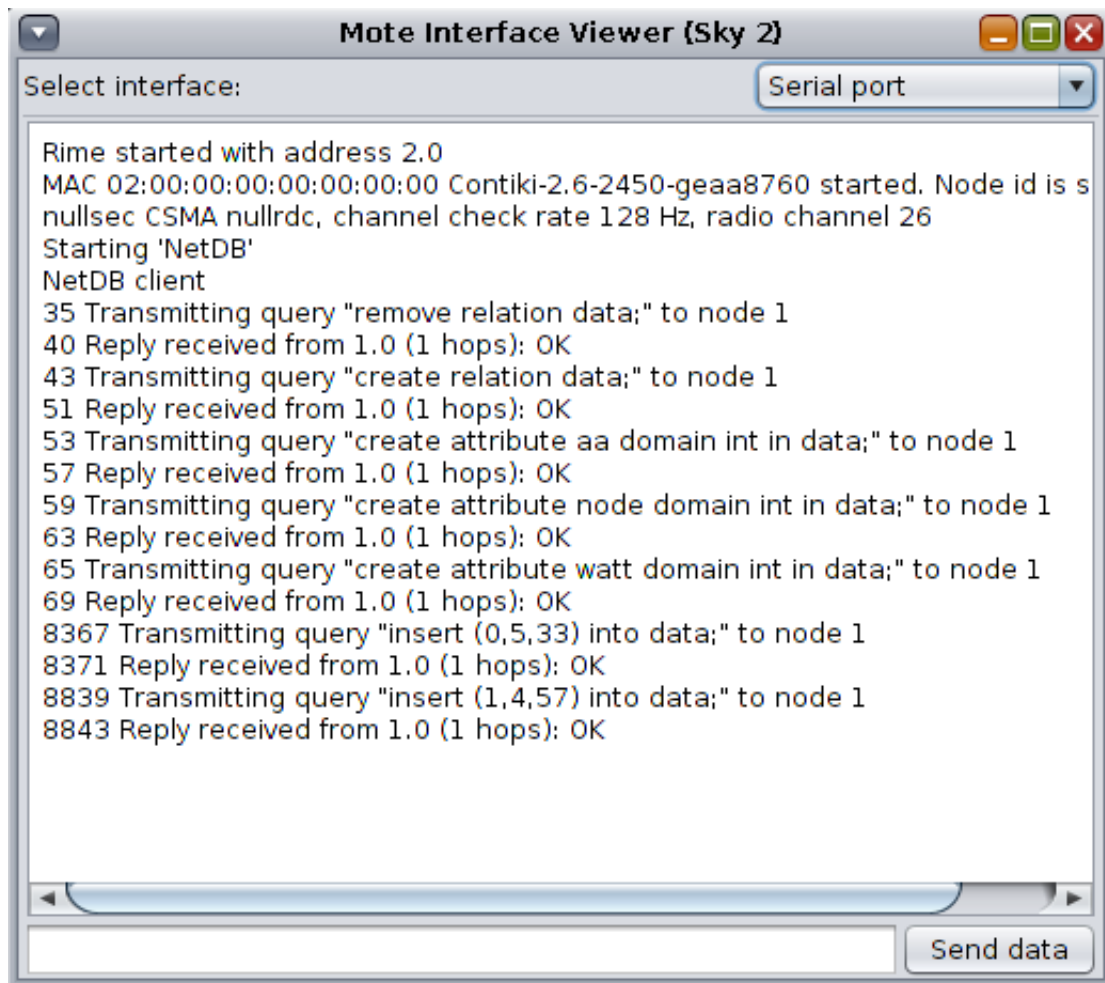 Mote Interface Viewer (Sky 2)
Select interface:
Serial port
Rime started with address 2.0
MAC 02:00:00:00:00:00:00:00 Contiki-2.6-2450-geaa8760 started. Node id is s
nullsec CSMA nullrdc, channel check rate 128 Hz, radio channel 26
Starting 'NetDB'
NetDB client
35 Transmitting query "remove relation data;" to node 1
40 Reply received from 1.0 (1 hops): OK
43 Transmitting query "create relation data;" to node 1
51 Reply received from 1.0 (1 hops): OK
53 Transmitting query "create attribute aa domain int in data;" to node 1
57 Reply received from 1.0 (1 hops): OK
59 Transmitting query "create attribute node domain int in data;" to node 1
63 Reply received from 1.0 (1 hops): OK
65 Transmitting query "create attribute watt domain int in data;" to node 1
69 Reply received from 1.0 (1 hops): OK
8367 Transmitting query "insert (0,5,33) into data;" to node 1
8371 Reply received from 1.0 (1 hops): OK
8839 Transmitting query "insert (1,4,57) into data;" to node 1
8843 Reply received from 1.0 (1 hops): OK
Send data